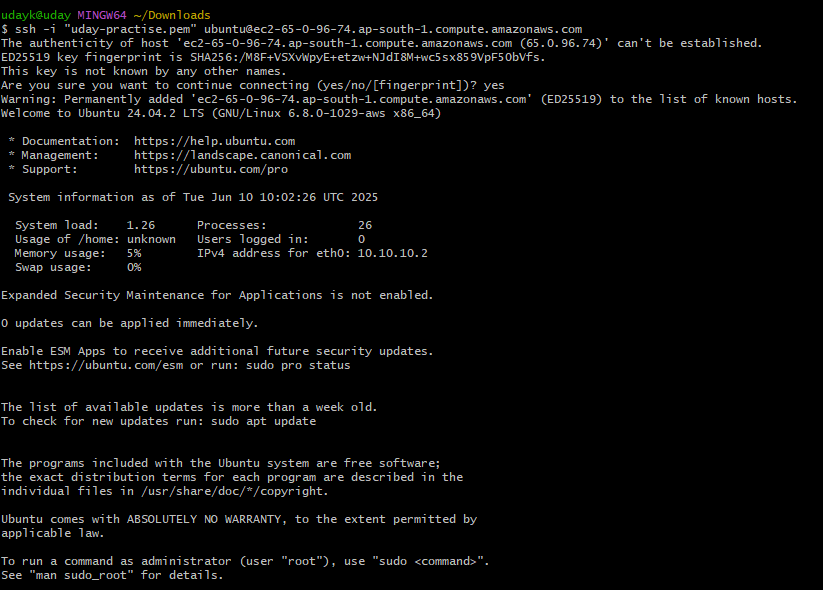 udayk@uday MINGW64 ~/Downloads
$ ssh -i "uday-practise.pem" ubuntu@ec2-65-0-96-74.ap-south-1.compute.amazonaws.com
The authenticity of host 'ec2-65-0-96-74.ap-south-1.compute.amazonaws.com (65.0.96.74)' can't be established.
ED25519 key fingerprint is SHA256:/M8F+VSXvWpyE+etzw+NJdI8M+wc5sx859VpF5ObVfs.
This key is not known by any other names.
Are you sure you want to continue connecting (yes/no/[fingerprint])? yes
Warning: Permanently added 'ec2-65-0-96-74.ap-south-1.compute.amazonaws.com' (ED25519) to the list of known hosts.
Welcome to Ubuntu 24.04.2 LTS (GNU/Linux 6.8.0-1029-aws x86_64)

 * Documentation:  https://help.ubuntu.com
 * Management:     https://landscape.canonical.com
 * Support:        https://ubuntu.com/pro

 System information as of Tue Jun 10 10:02:26 UTC 2025

  System load:    1.26      Processes:             26
  Usage of /home: unknown   Users logged in:       0
  Memory usage:   5%        IPv4 address for eth0: 10.10.10.2
  Swap usage:     0%

Expanded Security Maintenance for Applications is not enabled.

0 updates can be applied immediately.

Enable ESM Apps to receive additional future security updates.
See https://ubuntu.com/esm or run: sudo pro status


The list of available updates is more than a week old.
To check for new updates run: sudo apt update


The programs included with the Ubuntu system are free software;
the exact distribution terms for each program are described in the
individual files in /usr/share/doc/*/copyright.

Ubuntu comes with ABSOLUTELY NO WARRANTY, to the extent permitted by
applicable law.

To run a command as administrator (user "root"), use "sudo <command>".
See "man sudo_root" for details.